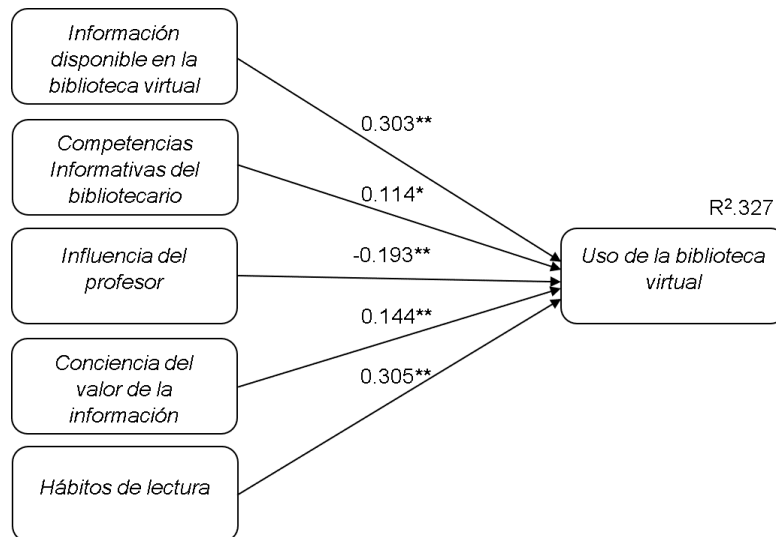 Información
disponible en la
biblioteca virtual
0.303**
Competencias
Informativas del
bibliotecario
0.114*
R².327
Influencia del
profesor
-0.193**
Uso de la biblioteca
virtual
0.144**
Conciencia del
valor de la
información
0.305**
Hábitos de lectura